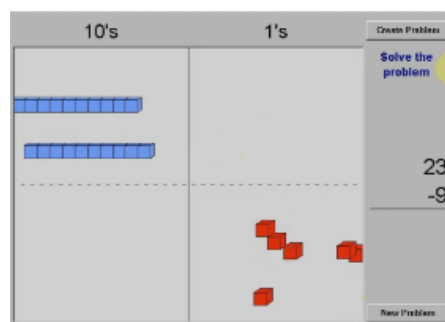 10's 1's
Create Problem
Solve the
problem
23
-9
New Problem